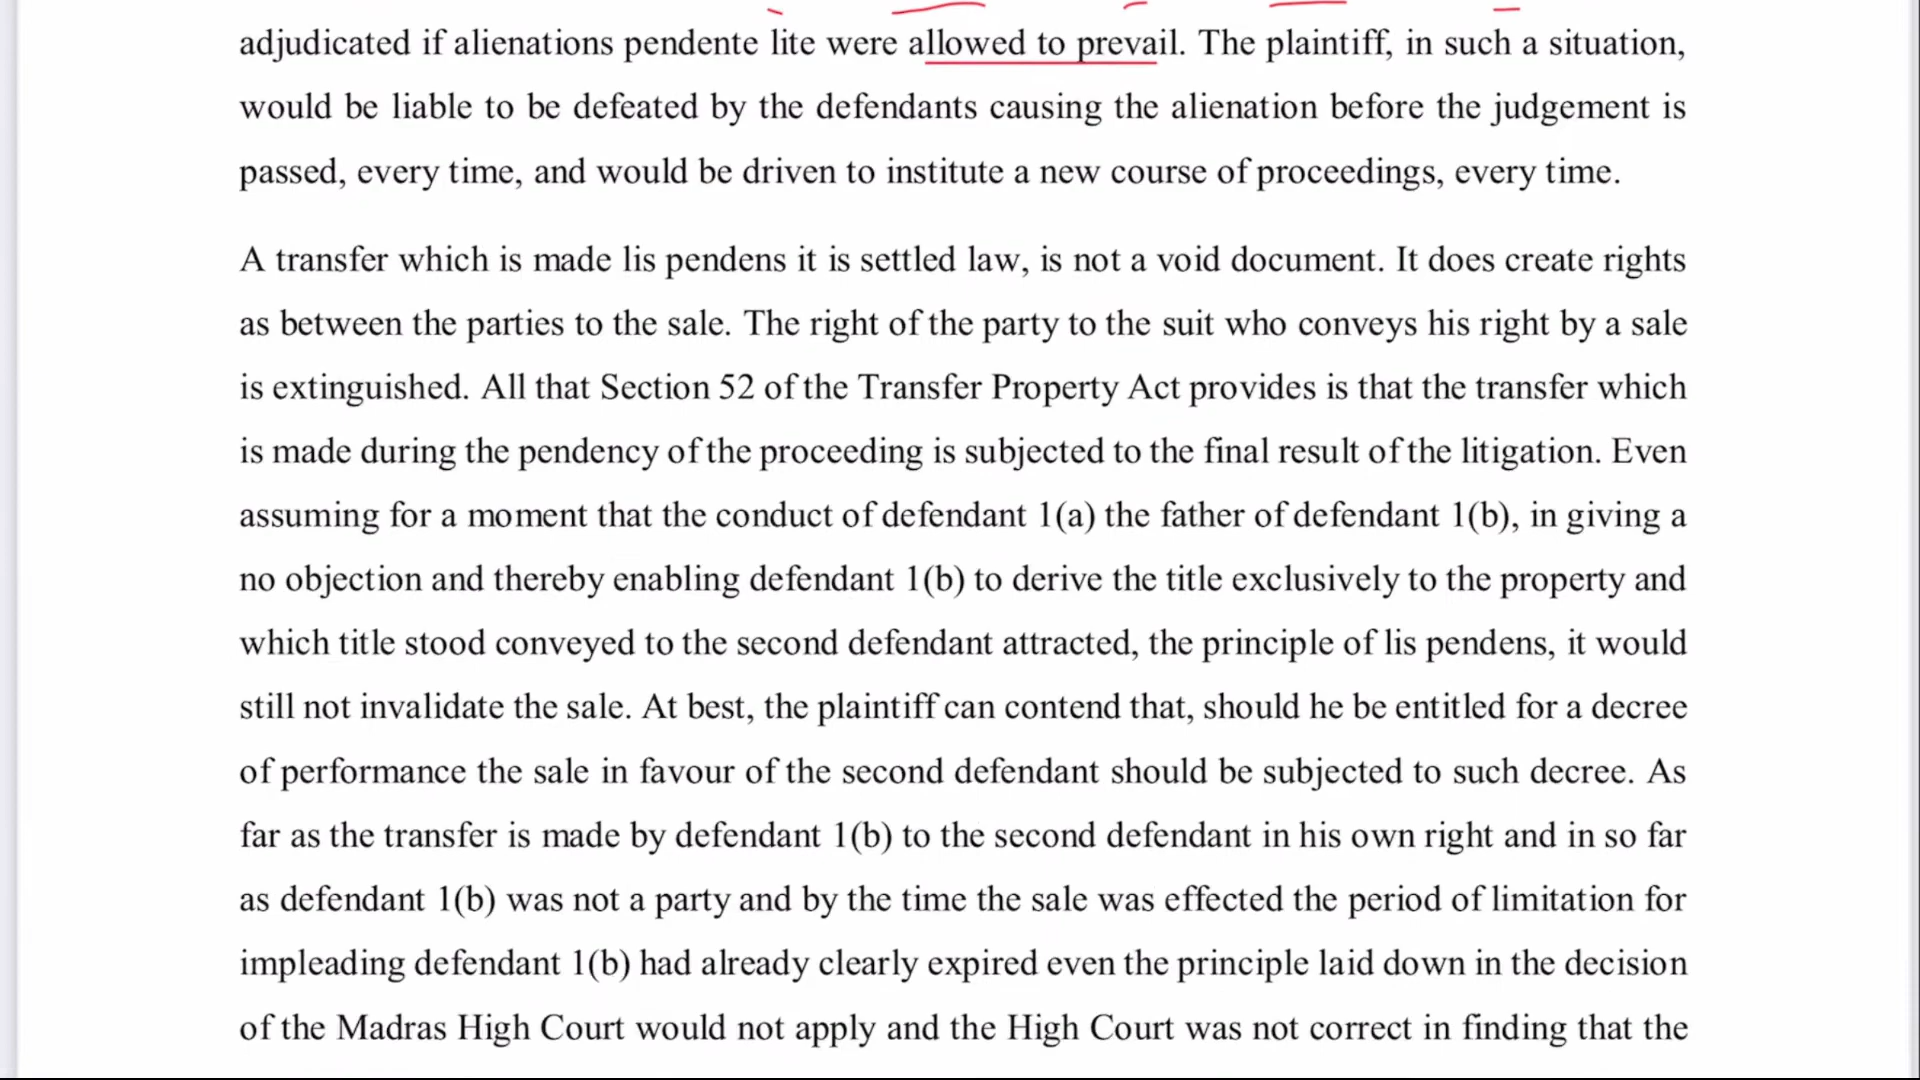 adjudicated if alienations pendente lite were allowed to prevail. The plaintiff, in such a situation,
would be liable to be defeated by the defendants causing the alienation before the judgement is
passed, every time, and would be driven to institute a new course of proceedings, every time.
A transfer which is made lis pendens it is settled law, is not a void document. It does create rights
as between the parties to the sale. The right of the party to the suit who conveys his right by a sale
is extinguished. All that Section 52 of the Transfer Property Act provides is that the transfer which
is made during the pendency of the proceeding is subjected to the final result of the litigation. Even
assuming for a moment that the conduct of defendant 1(a) the father of defendant 1(b), in giving a
no objection and thereby enabling defendant 1(b) to derive the title exclusively to the property and
which title stood conveyed to the second defendant attracted, the principle of lis pendens, it would
still not invalidate the sale. At best, the plaintiff can contend that, should he be entitled for a decree
of performance the sale in favour of the second defendant should be subjected to such decree. As
far as the transfer is made by defendant 1(b) to the second defendant in his own right and in so far
as defendant 1(b) was not a party and by the time the sale was effected the period of limitation for
impleading defendant 1(b) had already clearly expired even the principle laid down in the decision
of the Madras High Court would not apply and the High Court was not correct in finding that the